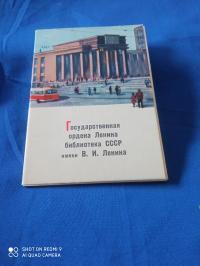 Государственная
ордена Ленина
библиотека СССР
имени В. И. Ленина
SHOT ON REDMI 9
AI QUAD CAMERA